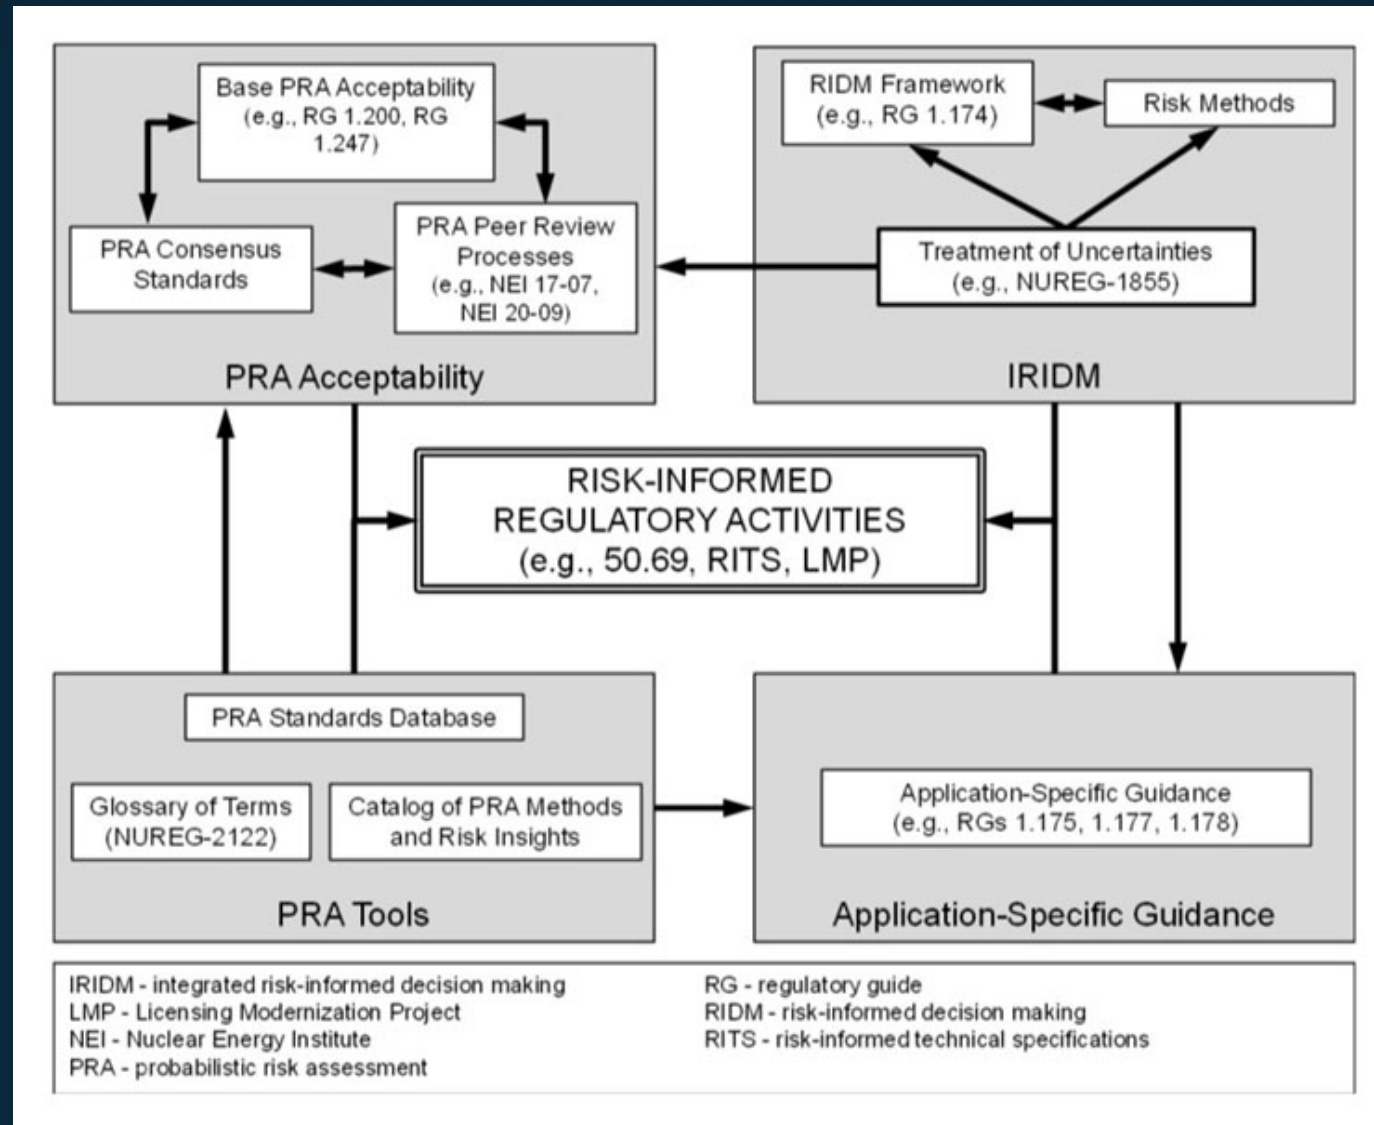 Base PRA Acceptability
(e.g., RG 1.200, RG
1.247)
PRA Consensus
Standards
PRA Peer Review
Processes
(e.g., NEI 17-07,
NEI 20-09)
PRA Acceptability
RIDM Framework
(e.g., RG 1.174)
Risk Methods
Treatment of Uncertainties
(e.g., NUREG-1855)
IRIDM
RISK-INFORMED
REGULATORY ACTIVITIES
(e.g., 50.69, RITS, LMP)
PRA Standards Database
Glossary of Terms
(NUREG-2122)
Catalog of PRA Methods
and Risk Insights
PRA Tools
Application-Specific Guidance
(e.g., RGs 1.175, 1.177, 1.178)
Application-Specific Guidance
IRIDM - integrated risk-informed decision making
LMP - Licensing Modernization Project
NEI - Nuclear Energy Institute
PRA - probabilistic risk assessment
RG - regulatory guide
RIDM - risk-informed decision making
RITS - risk-informed technical specifications